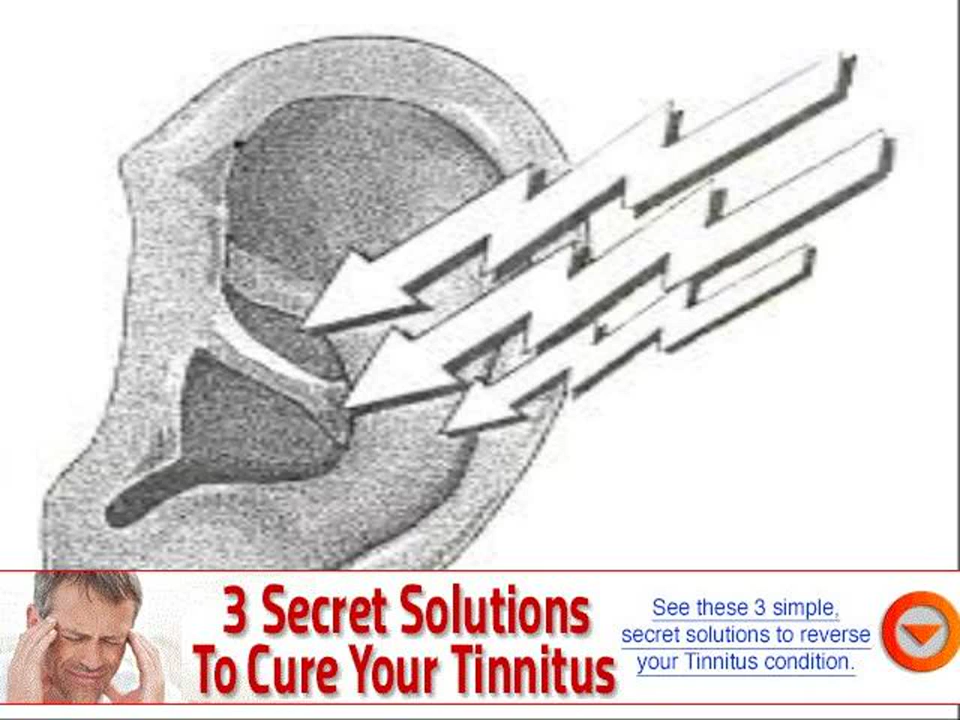 3 Secret Solutions
To Cure Your Tinnitus
See these 3 simple,
secret solutions to reverse
your Tinnitus condition.